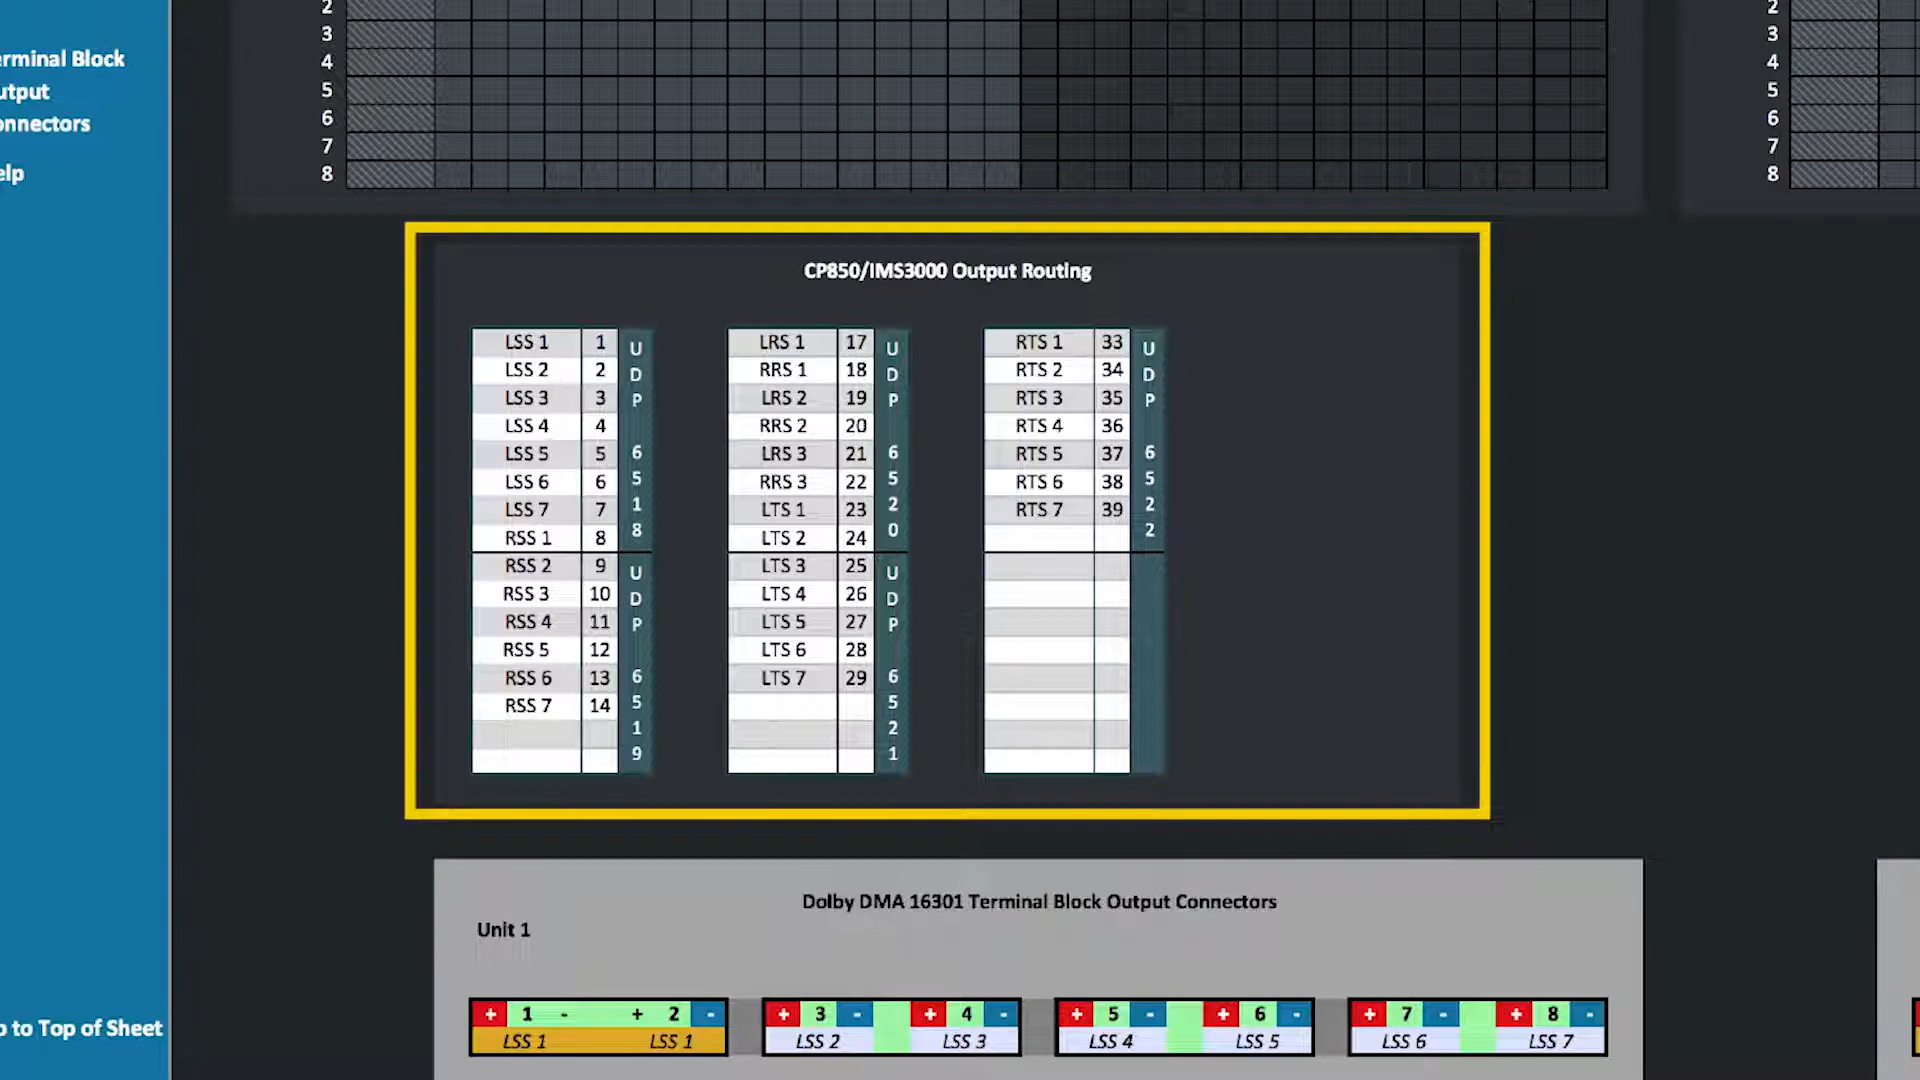 erminal Block
utput
onnectors
elp
p to Top of Sheet
2
3
4
5
6
7
8
2
3
4
5
6
7
8
CP850/IMS3000 Output Routing
LSS 1 1
LSS 2 2
LSS 3 3
LSS 4 4
LSS 5 5
LSS 6 6
LSS 7 7
RSS 1 8
UDP 6518
RSS 2 9
RSS 3 10
RSS 4 11
RSS 5 12
RSS 6 13
RSS 7 14
UDP 6519
LRS 1 17
RRS 1 18
LRS 2 19
RRS 2 20
LRS 3 21
RRS 3 22
LTS 1 23
LTS 2 24
UDP 6520
LTS 3 25
LTS 4 26
LTS 5 27
LTS 6 28
LTS 7 29
UDP 6521
RTS 1 33
RTS 2 34
RTS 3 35
RTS 4 36
RTS 5 37
RTS 6 38
RTS 7 39
UDP 6522
Dolby DMA 16301 Terminal Block Output Connectors
Unit 1
+ 1 - + 2 - + 3 - + 4 - + 5 - + 6 - + 7 - + 8 -
LSS 1 LSS 1 LSS 2 LSS 3 LSS 4 LSS 5 LSS 6 LSS 7